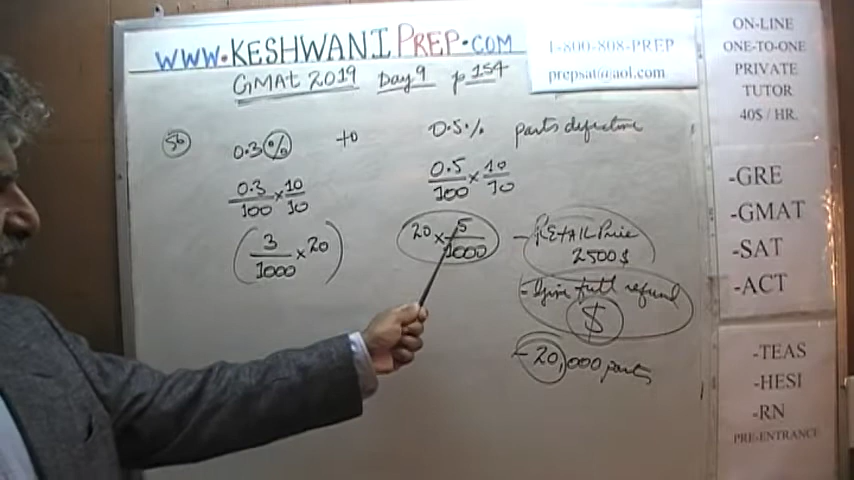 WWW.KESHWANIPREP.COM
1-800-808-PREP
prepsat@aol.com
GMAT 2019 Day 9 p 154
56
0.3% to 0.5% parts defective
0.3/100 × 10/10
0.5/100 × 10/10
(3/1000 × 20)
20 × 5/1000
- RETAIL Price
2500$
- Give full refund
$
- 20,000 parts
ON-LINE
ONE-TO-ONE
PRIVATE
TUTOR
40$ / HR.
-GRE
-GMAT
-SAT
-ACT
-TEAS
-HESI
-RN
PRE-ENTRANCE